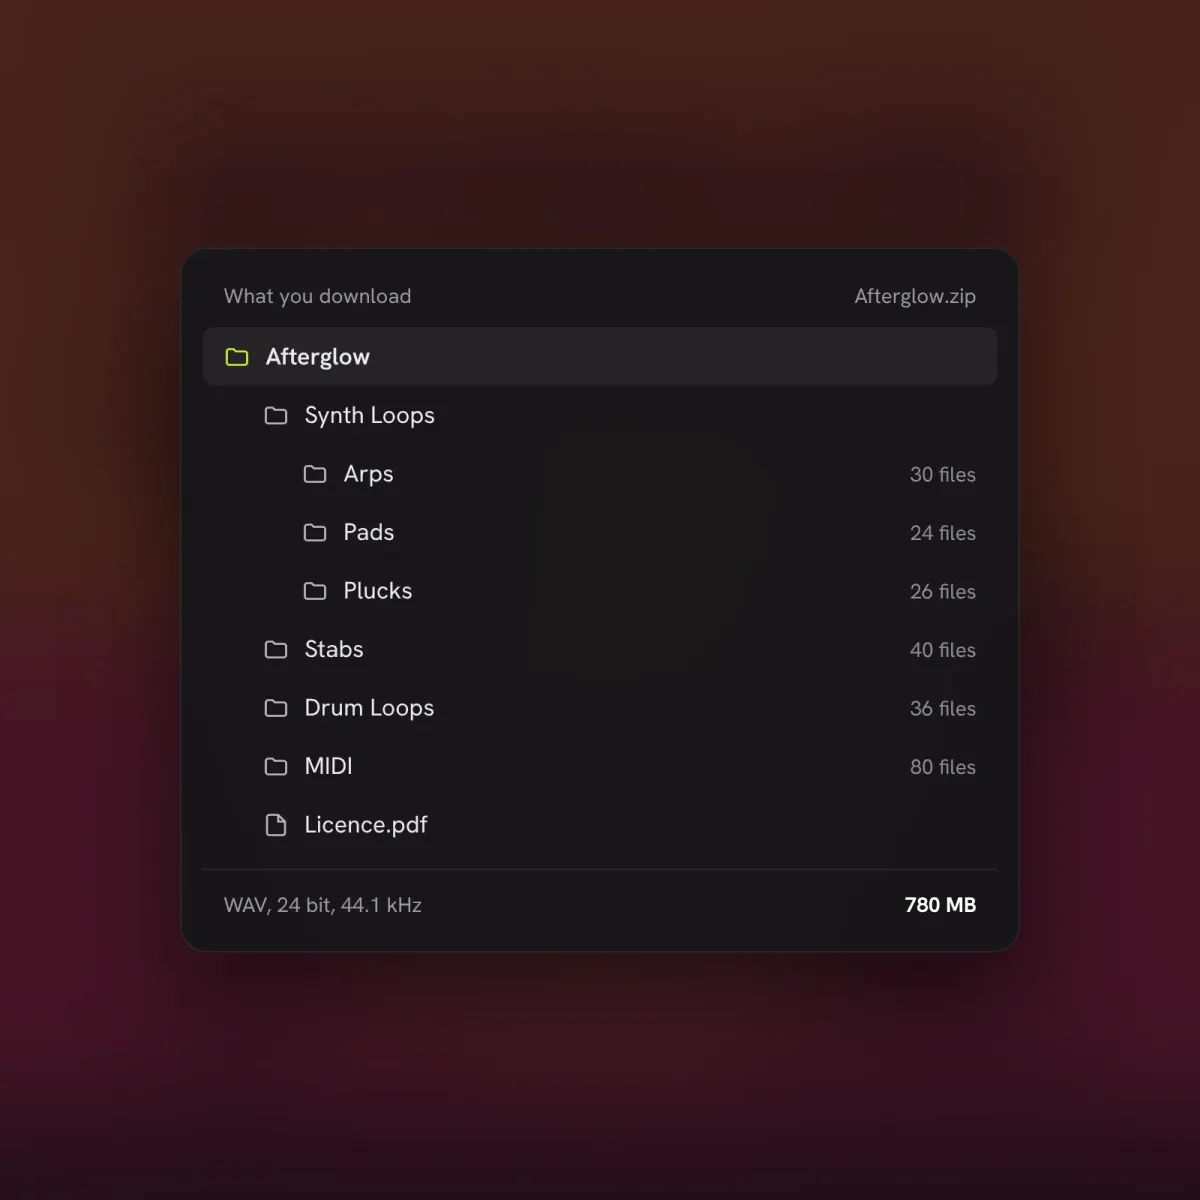 What you download Afterglow.zip
Afterglow
Synth Loops
Arps 30 files
Pads 24 files
Plucks 26 files
Stabs 40 files
Drum Loops 36 files
MIDI 80 files
Licence.pdf
WAV, 24 bit, 44.1 kHz 780 MB